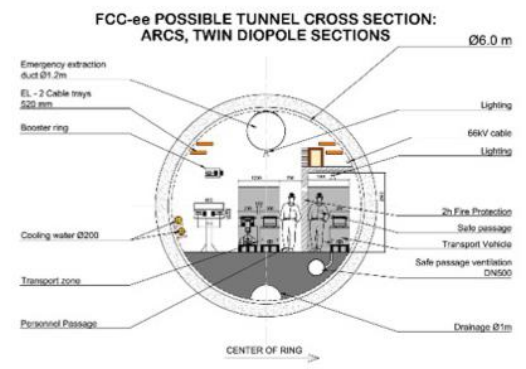 FCC-ee POSSIBLE TUNNEL CROSS SECTION:
ARCS, TWIN DIOPOLE SECTIONS
Ø6.0 m
Emergency extraction
duct Ø1.2m
EL - 2 Cable trays
520 mm
Booster ring
Cooling water Ø200
Transport zone
Personnel Passage
Lighting
66kV cable
Lighting
2h Fire Protection
Safe passage
Transport Vehicle
Safe passage ventilation
DN500
Drainage Ø1m
CENTER OF RING